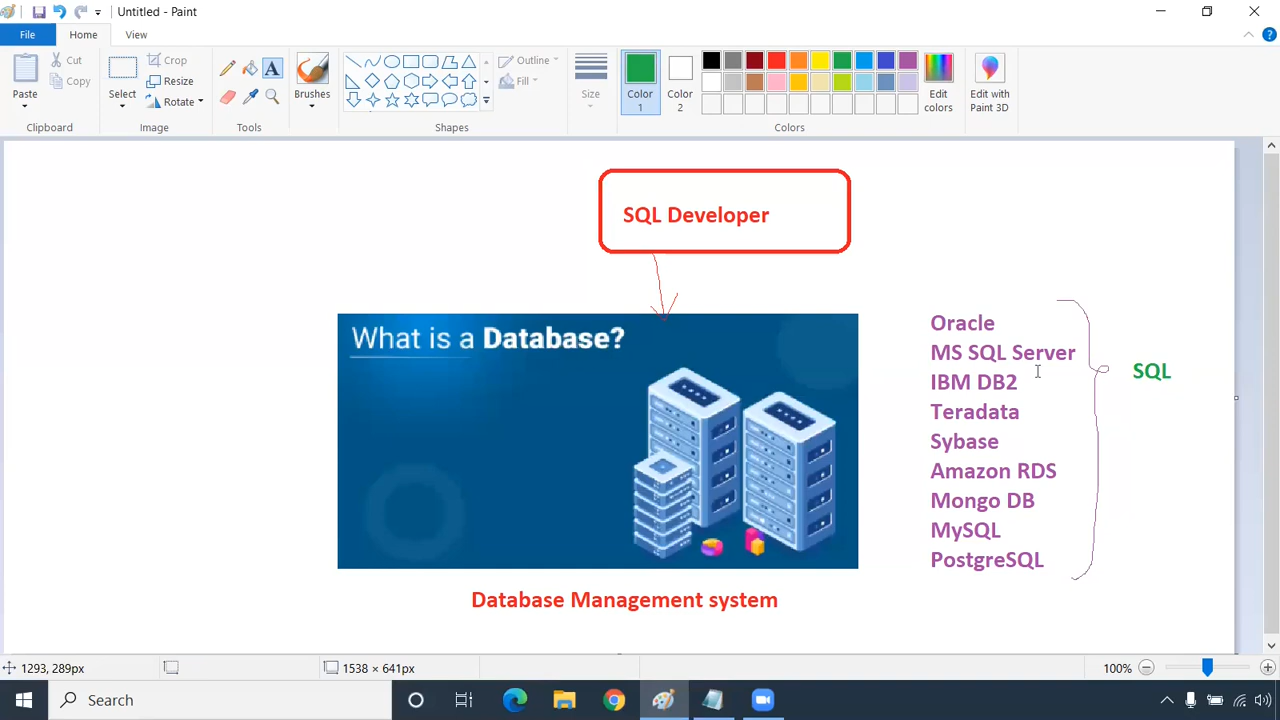 Untitled - Paint
File
Home
View
Paste
Cut
Copy
Clipboard
Select
Crop
Resize
Rotate
Image
Tools
Brushes
Shapes
Outline
Fill
Size
Color
1
Color
2
Edit
colors
Colors
Edit with
Paint 3D
SQL Developer
What is a Database?
Database Management system
Oracle
MS SQL Server
IBM DB2
Teradata
Sybase
Amazon RDS
Mongo DB
MySQL
PostgreSQL
SQL
1293, 289px
1538 × 641px
100%
Search